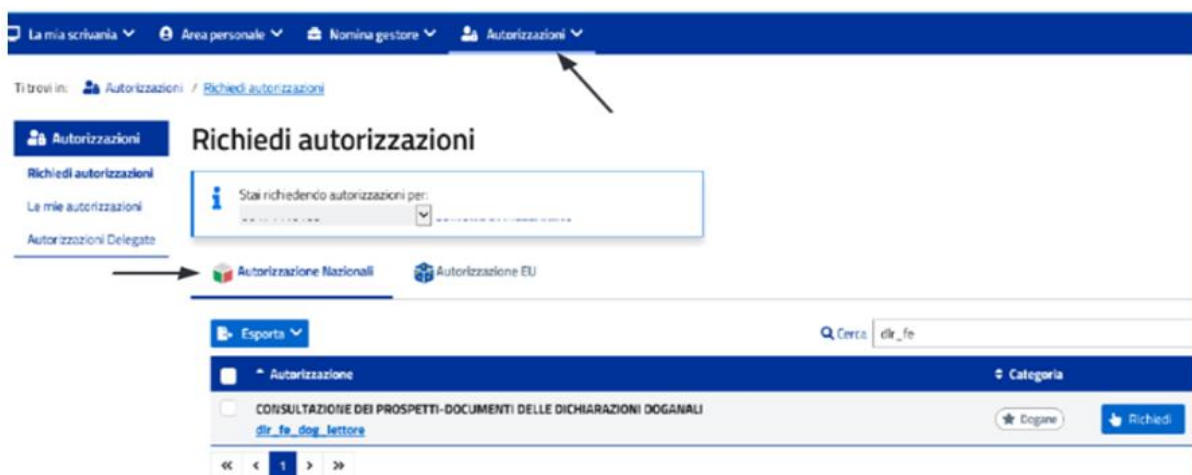 La mia scrivania Area personale Nomina gestore Autorizzazioni
Ti trovi in: Autorizzazioni / Richiedi autorizzazioni
Autorizzazioni
Richiedi autorizzazioni
Le mie autorizzazioni
Autorizzazioni Delegate
Richiedi autorizzazioni
Stai richiedendo autorizzazioni per:
Autorizzazione Nazionali Autorizzazione EU
Esporta Cerca dlr_fe
Autorizzazione Categoria
CONSULTAZIONE DEI PROSPETTI-DOCUMENTI DELLE DICHIARAZIONI DOGANALI
dlr_fe_dog_lettore
Dogane Richiedi
« < 1 > »